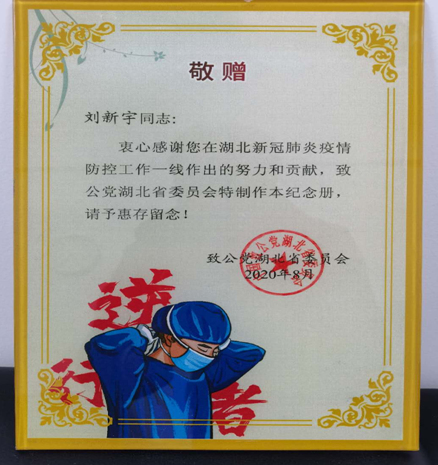 敬赠
刘新宇同志：
衷心感谢您在湖北新冠肺炎疫情
防控工作一线作出的努力和贡献，致
公党湖北省委员会特制作本纪念册，
请予惠存留念！
致公党湖北省委员会
2020年8月
逆
行者